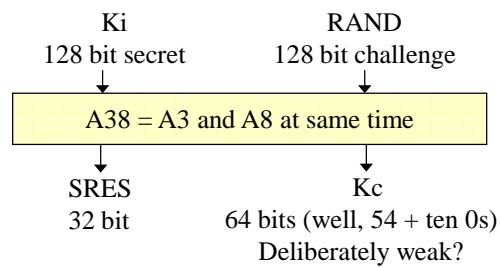 Ki
128 bit secret
RAND
128 bit challenge
A38 = A3 and A8 at same time
SRES
32 bit
Kc
64 bits (well, 54 + ten 0s)
Deliberately weak?